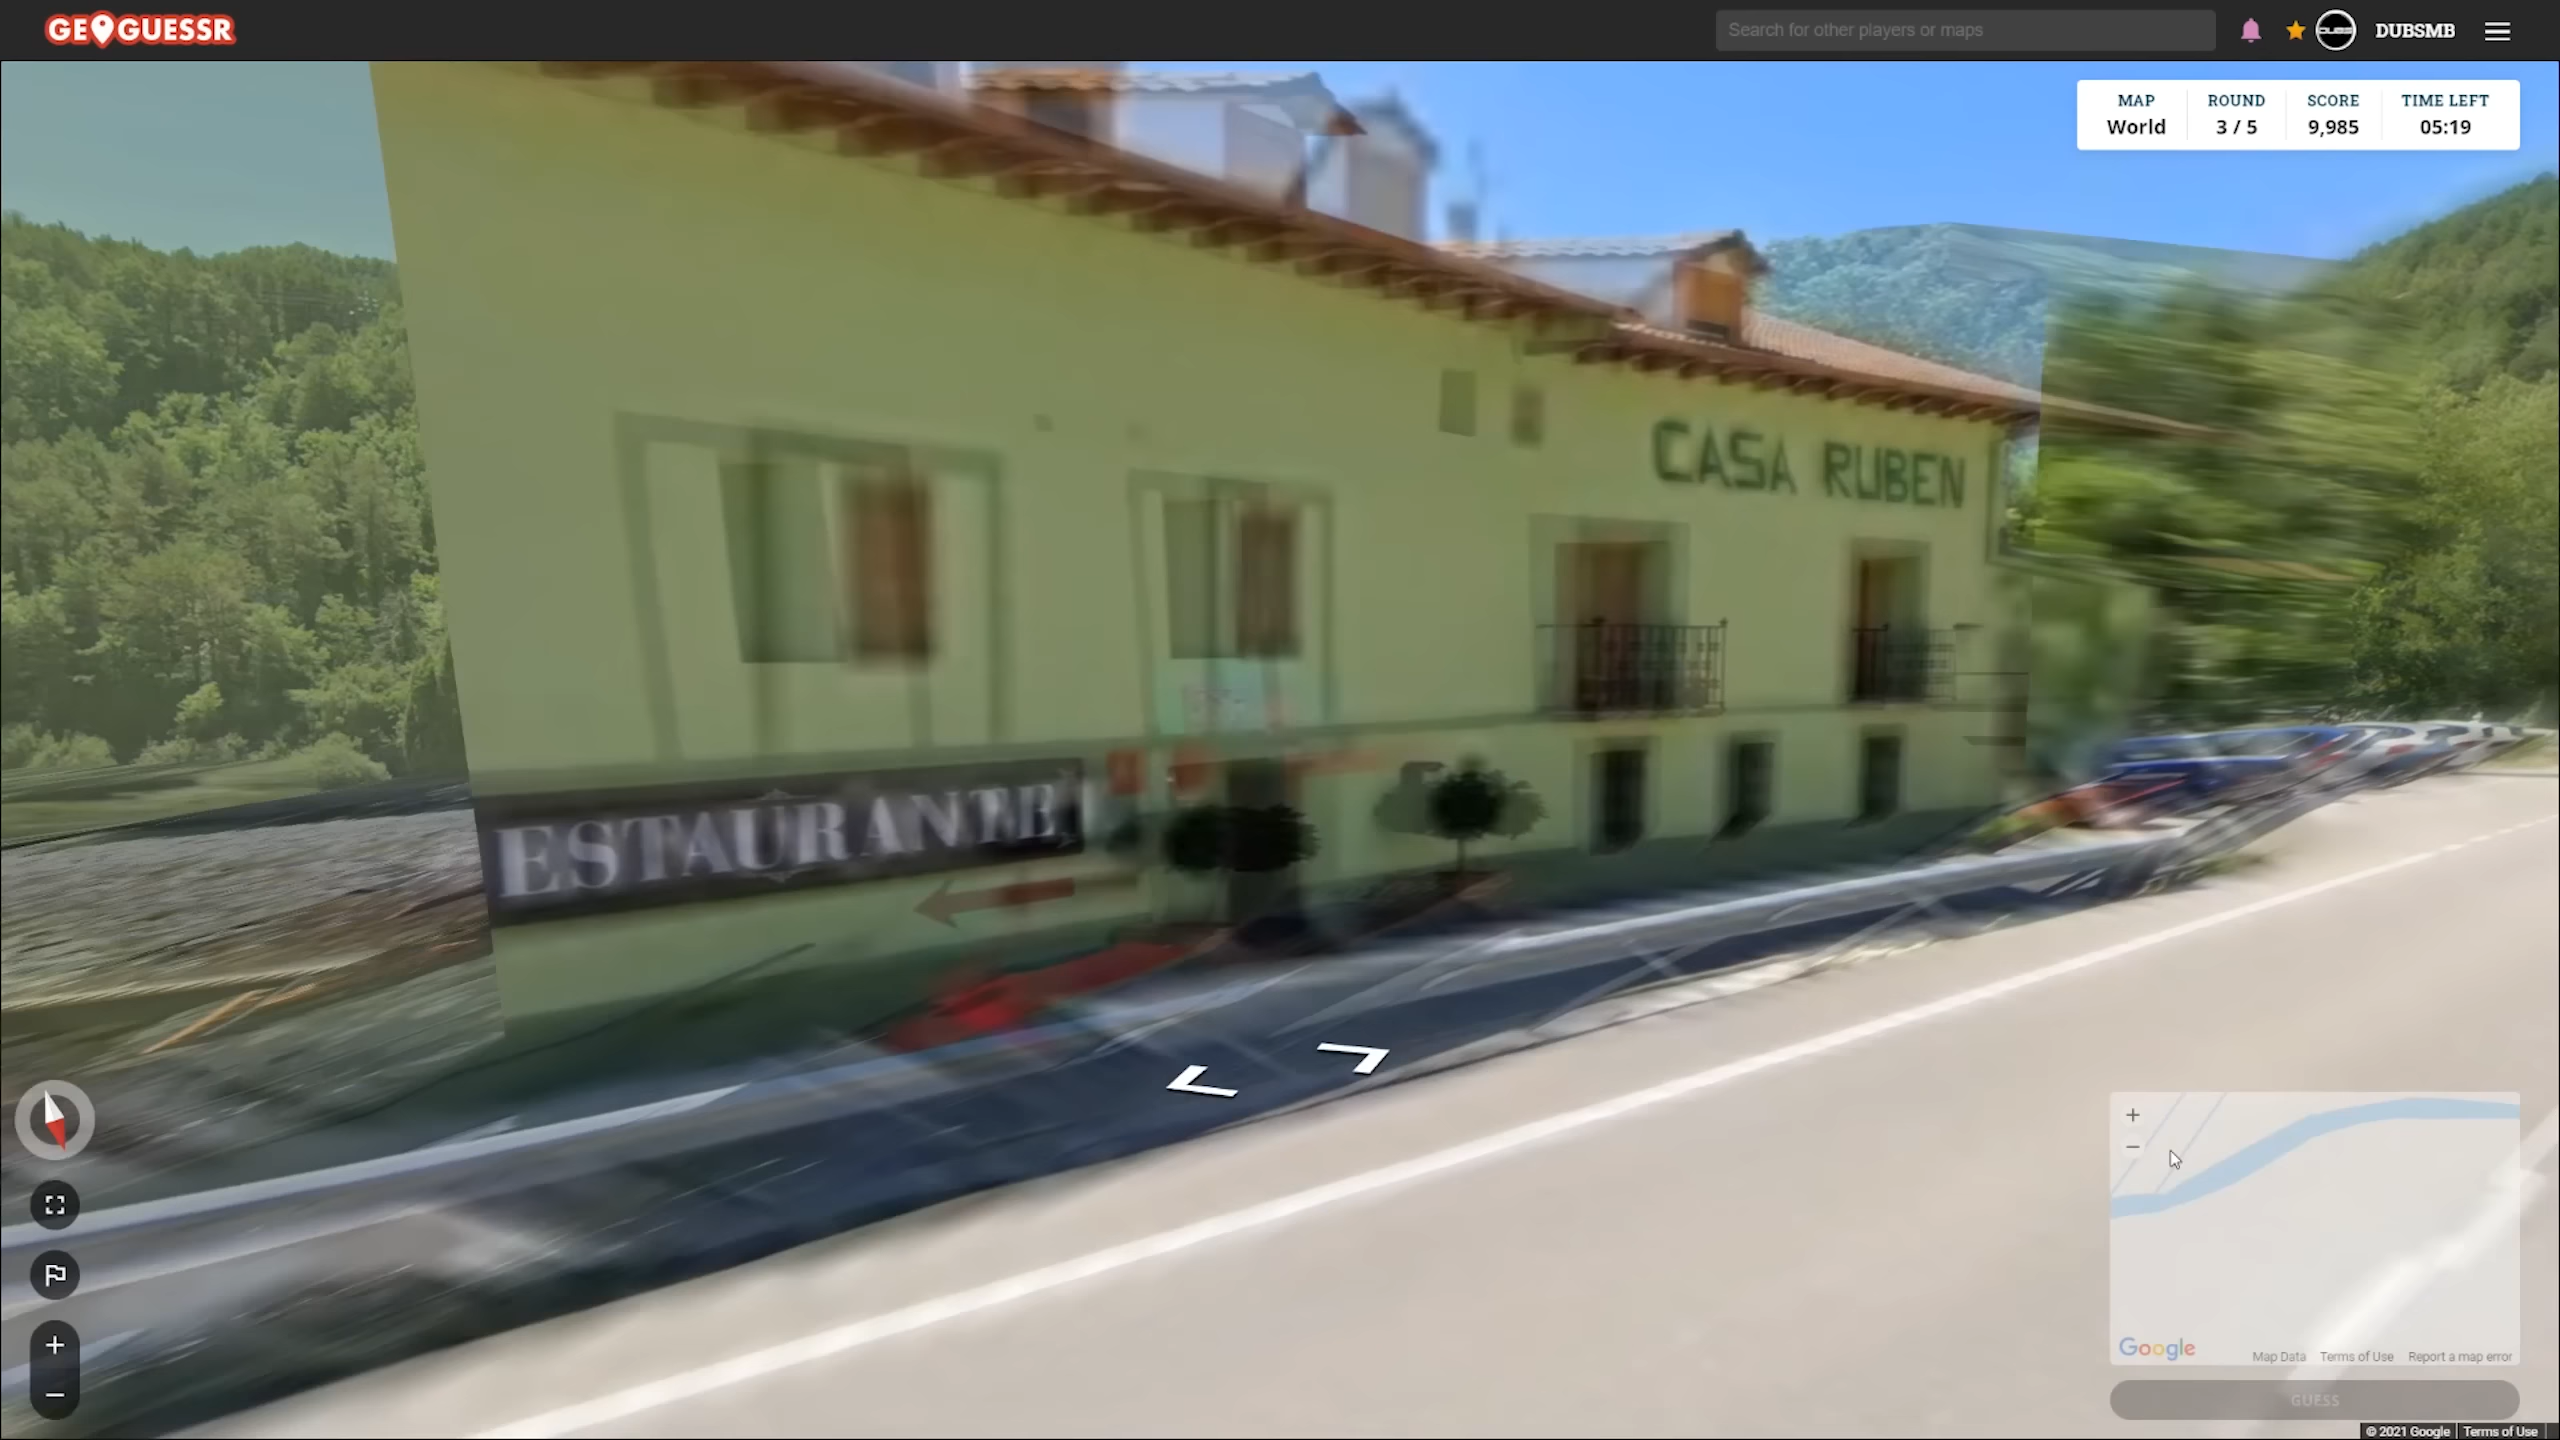 GEOGUESSR
Search for other players or maps
DUBSMB
MAP
World
ROUND
3 / 5
SCORE
9,985
TIME LEFT
05:19
CASA RUBEN
ESTAURANTE
Google
Map Data
Terms of Use
Report a map error
GUESS
© 2021 Google
Terms of Use